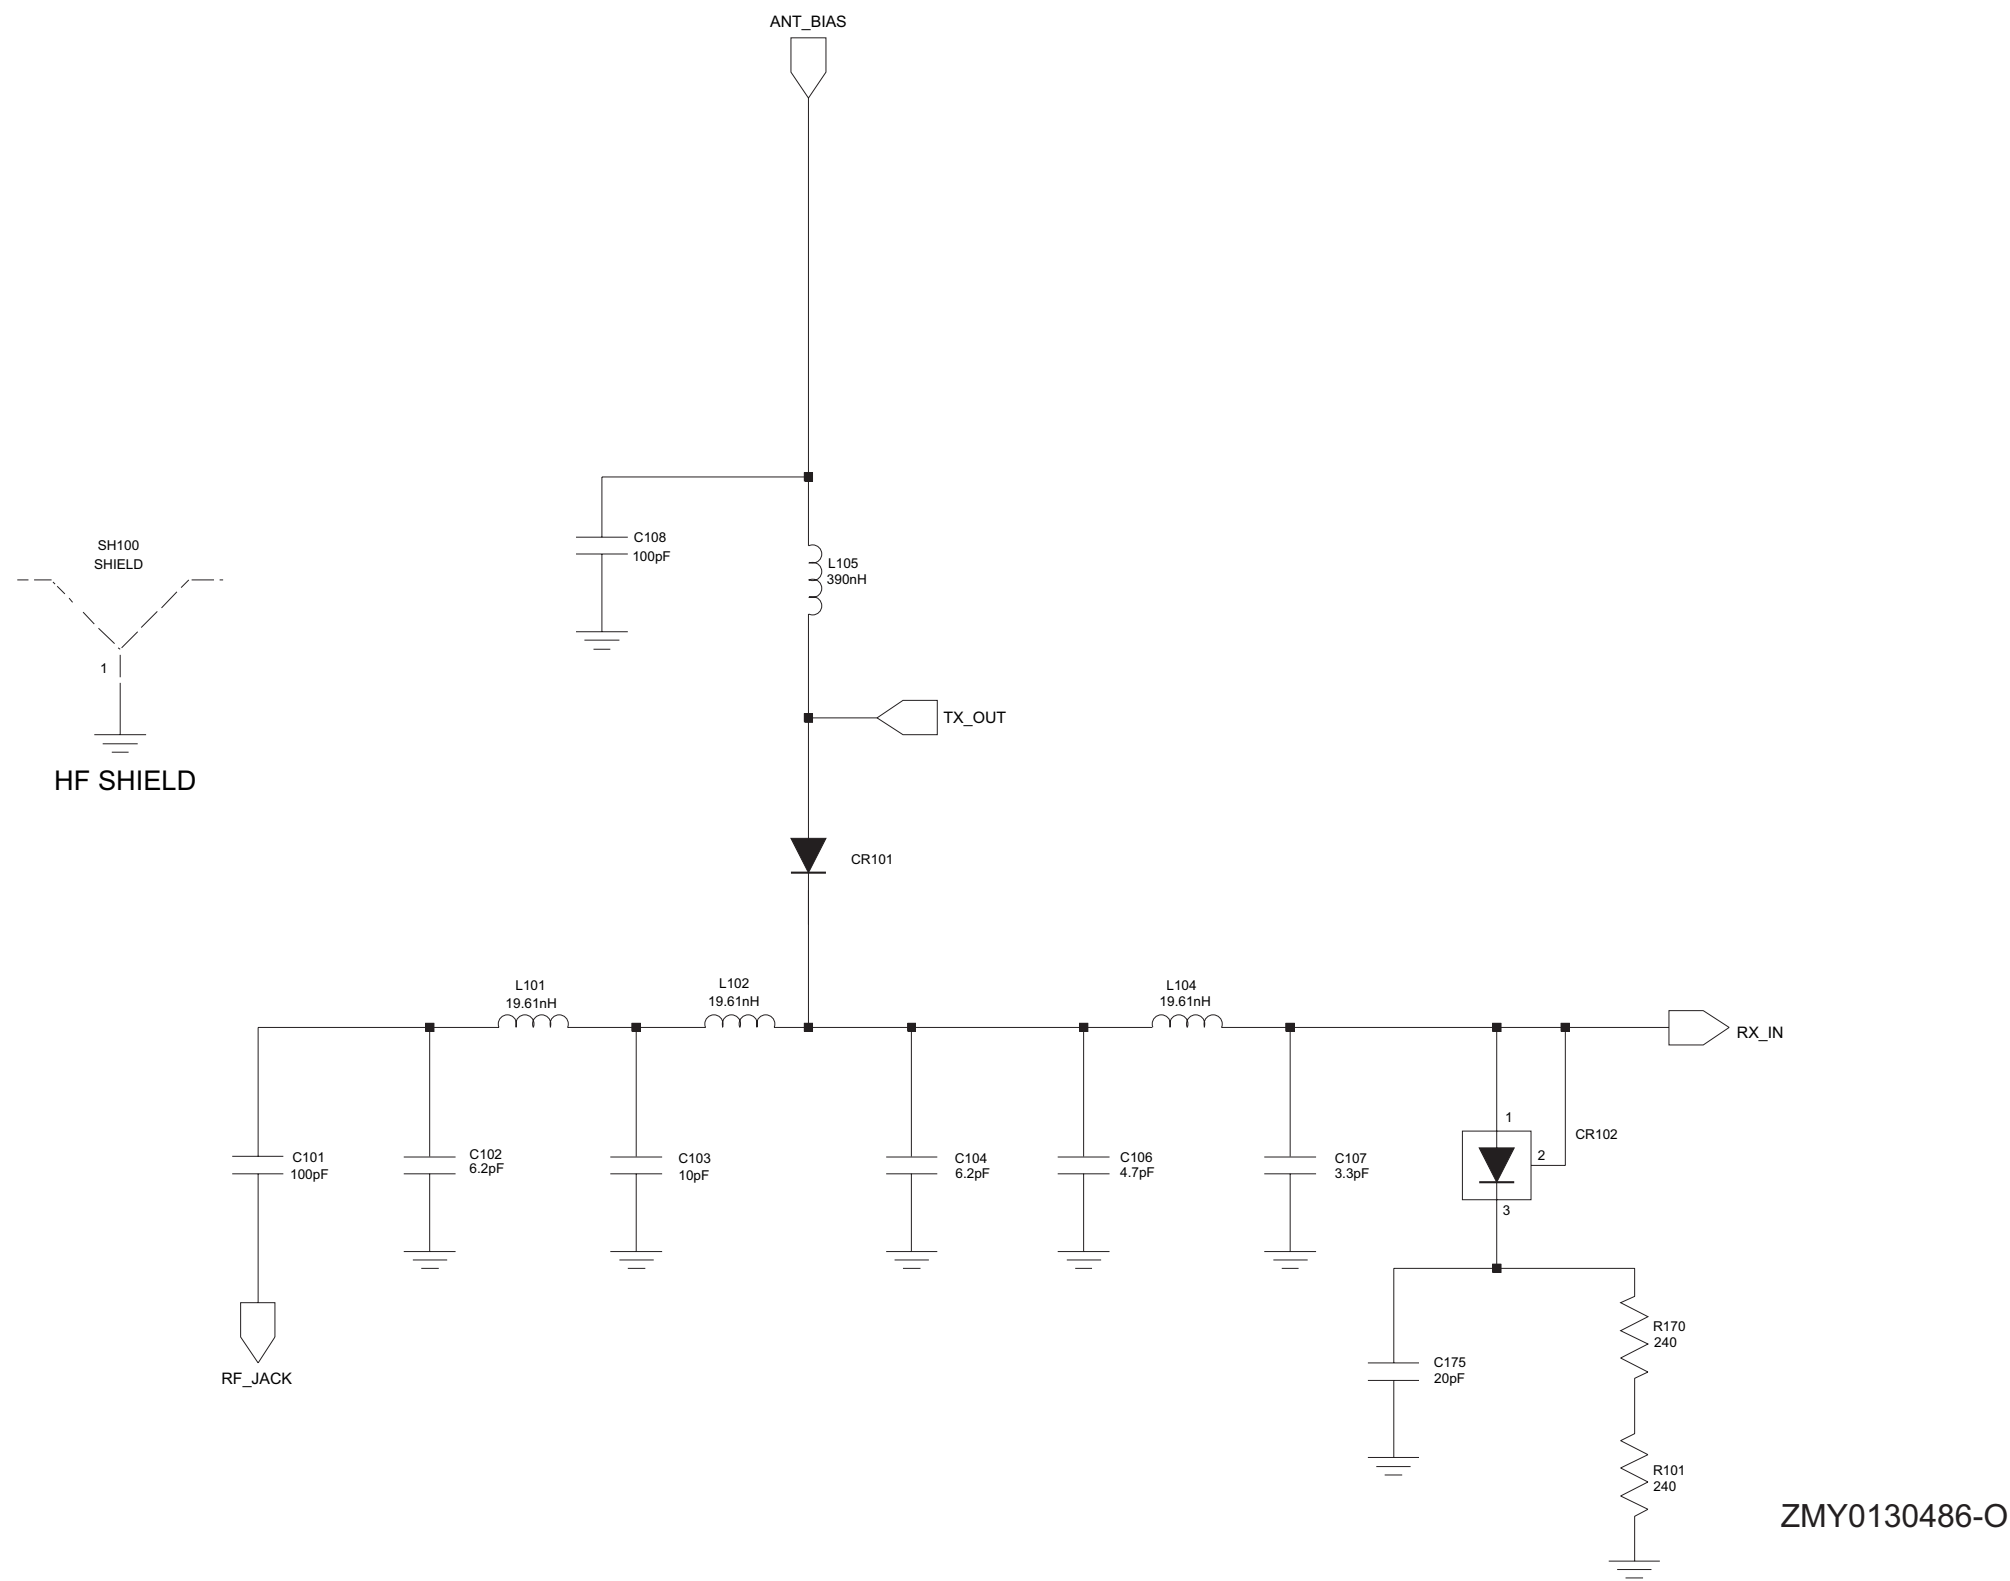 ANT_BIAS
C108
100pF
SH100
SHIELD
L105
390nH
1
TX_OUT
HF SHIELD
CR101
L101
19.61nH
L102
19.61nH
L104
19.61nH
RX_IN
C101
100pF
C102
6.2pF
C103
10pF
C104
6.2pF
C106
4.7pF
C107
3.3pF
1
CR102
2
3
RF_JACK
C175
20pF
R170
240
R101
240
ZMY0130486-O